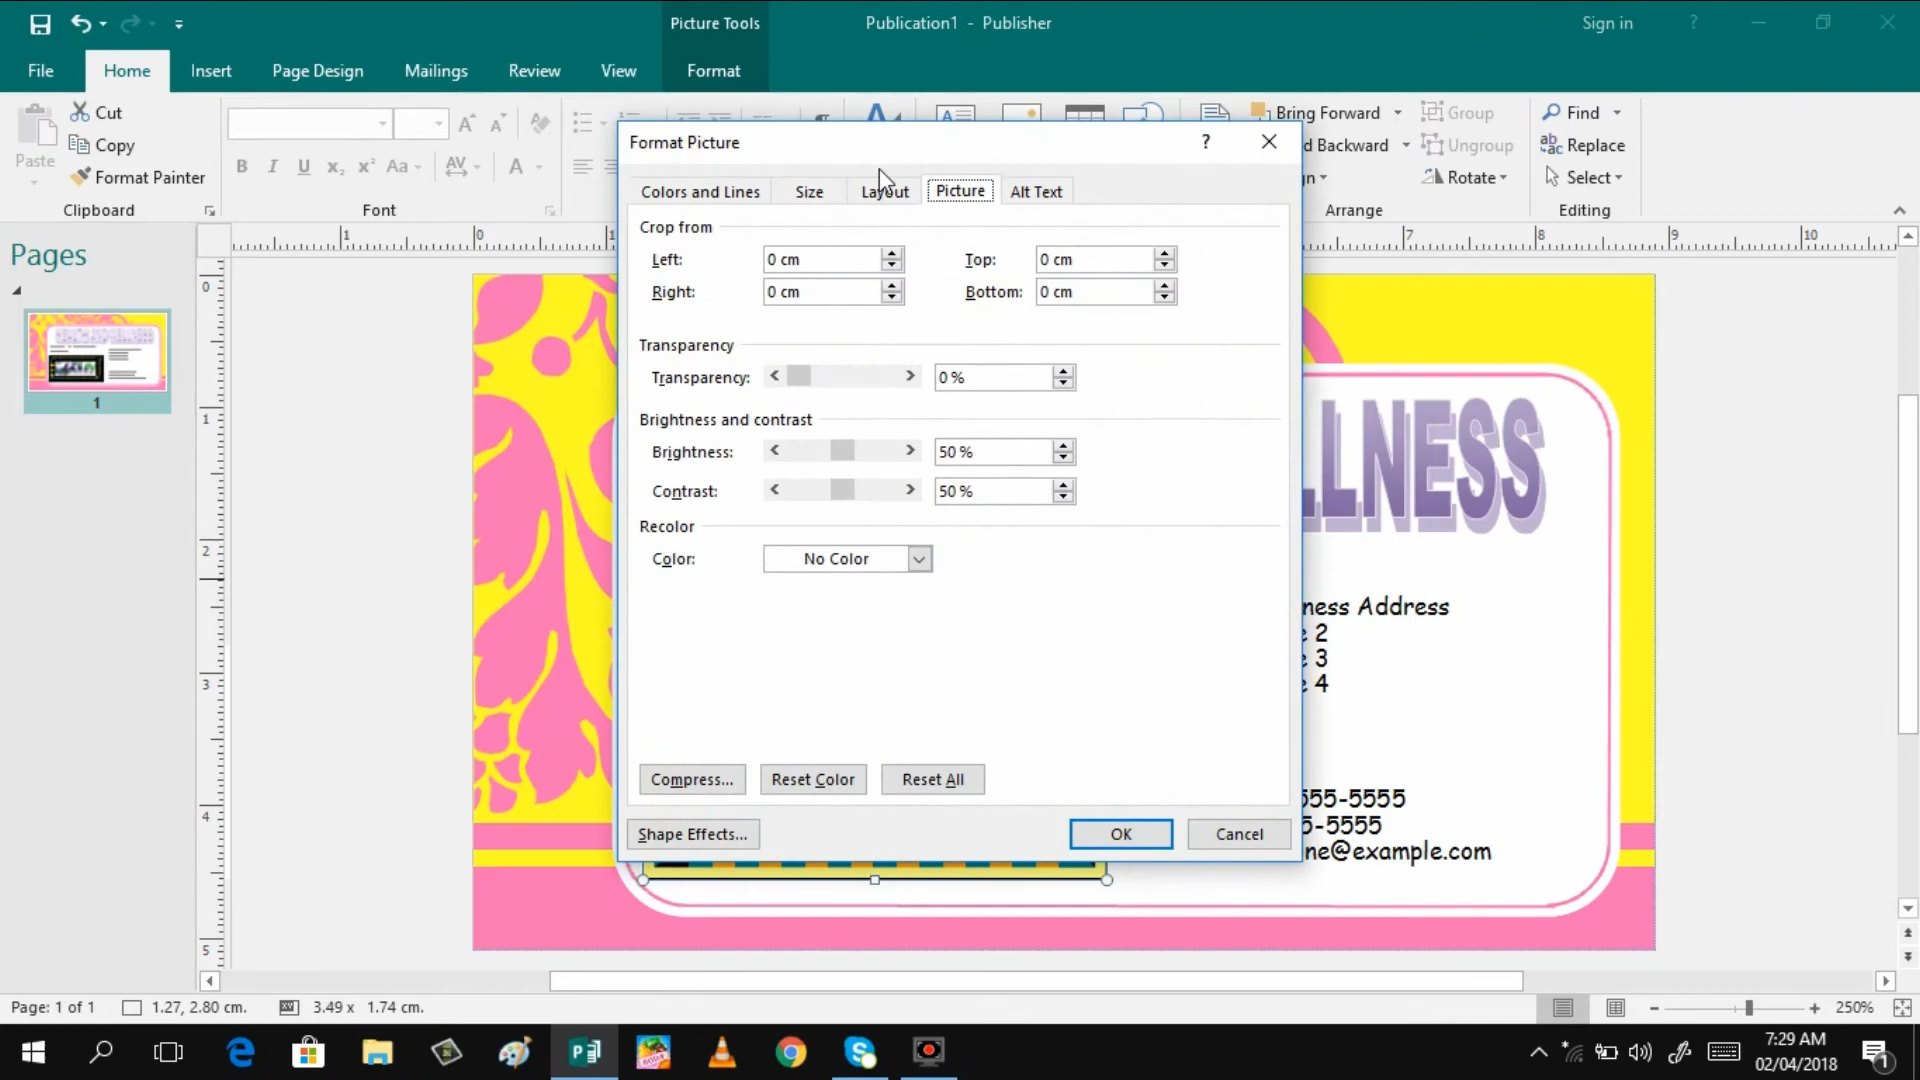 Picture Tools
Publication1 - Publisher
Sign in
?
File
Home
Insert
Page Design
Mailings
Review
View
Format
Paste
Cut
Copy
Format Painter
Clipboard
B I U x₂ x² Aa AV A
Font
Bring Forward
d Backward
Group
Ungroup
Rotate
Arrange
Find
Replace
Select
Editing
Pages
1
Format Picture
?
Colors and Lines
Size
Layout
Picture
Alt Text
Crop from
Left: 0 cm
Top: 0 cm
Right: 0 cm
Bottom: 0 cm
Transparency
Transparency: 0 %
Brightness and contrast
Brightness: 50 %
Contrast: 50 %
Recolor
Color: No Color
Compress...
Reset Color
Reset All
Shape Effects...
OK
Cancel
LLNESS
ness Address
e 2
e 3
e 4
555-5555
5-5555
ne@example.com
Page: 1 of 1
1.27, 2.80 cm.
3.49 x 1.74 cm.
250%
7:29 AM
02/04/2018
1